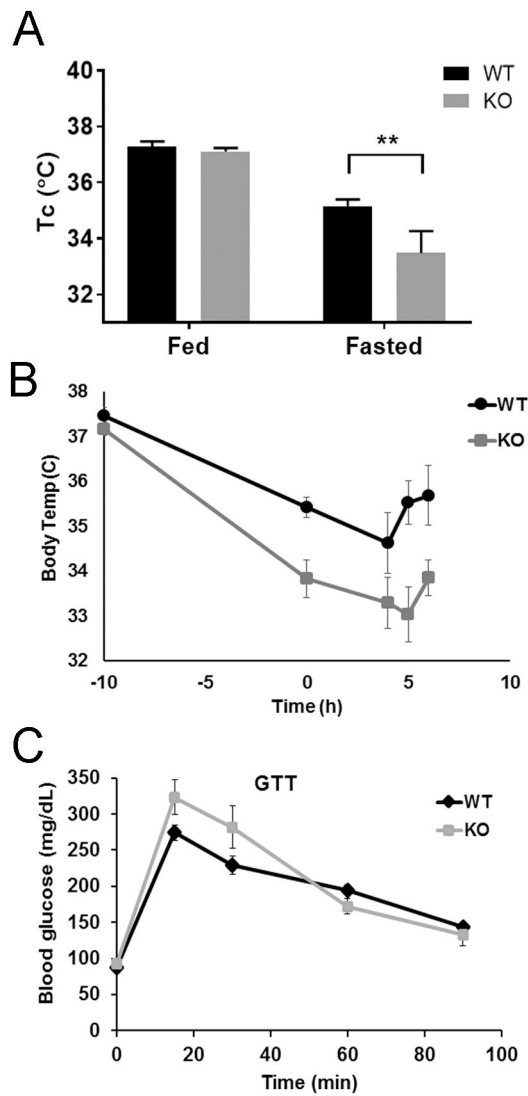 A
40
38
36
34
32
Tc (°C)
WT
KO
**
Fed
Fasted
B
38
37
36
35
34
33
32
Body Temp (C)
WT
KO
-10
-5
0
5
10
Time (h)
C
GTT
350
300
250
200
150
100
50
0
Blood glucose (mg/dL)
WT
KO
0
20
40
60
80
100
Time (min)